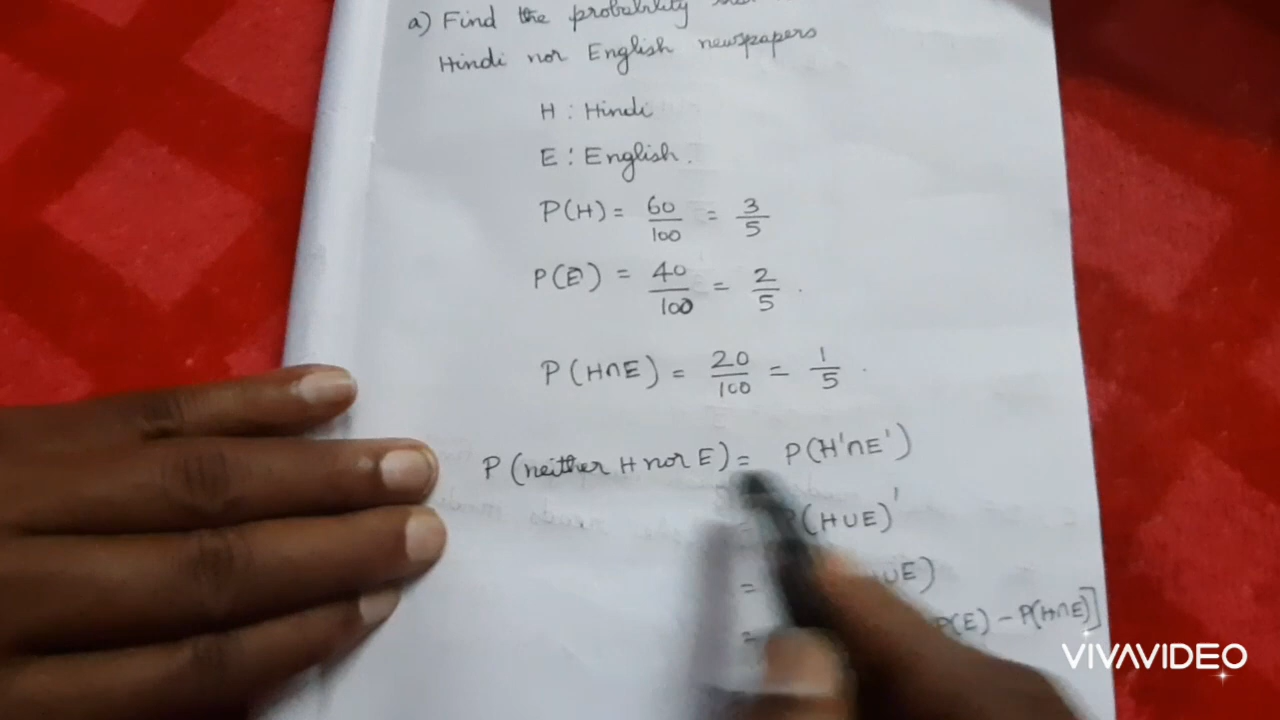 a) Find the probability
Hindi nor English newspapers
H : Hindi
E : English.
P(H) = 60/100 = 3/5
P(E) = 40/100 = 2/5 .
P(H∩E) = 20/100 = 1/5 .
P(neither H nor E) = P(H'∩E')
P(H∪E)'
= ∪E)
= P(E) - P(H∩E)]
VIVAVIDEO